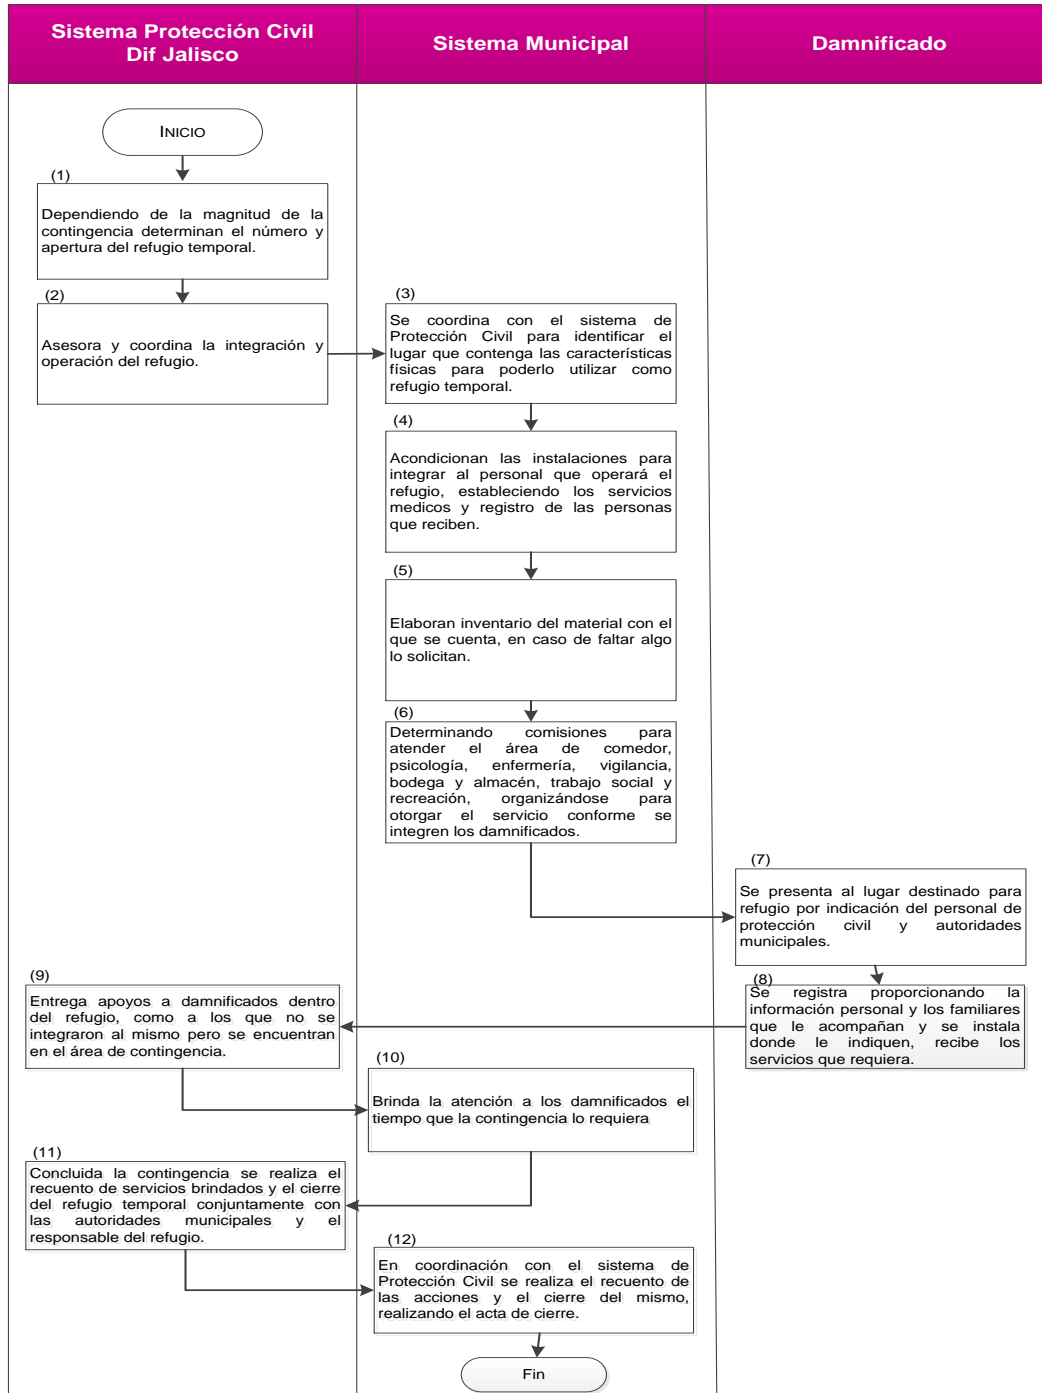 Sistema Protección Civil
Dif Jalisco
Sistema Municipal
Damnificado
INICIO
(1)
Dependiendo de la magnitud de la
contingencia determinan el número y
apertura del refugio temporal.
(2)
Asesora y coordina la integración y
operación del refugio.
(3)
Se coordina con el sistema de
Protección Civil para identificar el
lugar que contenga las características
físicas para poderlo utilizar como
refugio temporal.
(4)
Acondicionan las instalaciones para
integrar al personal que operará el
refugio, estableciendo los servicios
medicos y registro de las personas
que reciben.
(5)
Elaboran inventario del material con el
que se cuenta, en caso de faltar algo
lo solicitan.
(6)
Determinando comisiones para
atender el área de comedor,
psicología, enfermería, vigilancia,
bodega y almacén, trabajo social y
recreación, organizándose para
otorgar el servicio conforme se
integren los damnificados.
(7)
Se presenta al lugar destinado para
refugio por indicación del personal de
protección civil y autoridades
municipales.
(8)
Se registra proporcionando la
información personal y los familiares
que le acompañan y se instala
donde le indiquen, recibe los
servicios que requiera.
(9)
Entrega apoyos a damnificados dentro
del refugio, como a los que no se
integraron al mismo pero se encuentran
en el área de contingencia.
(10)
Brinda la atención a los damnificados el
tiempo que la contingencia lo requiera
(11)
Concluida la contingencia se realiza el
recuento de servicios brindados y el cierre
del refugio temporal conjuntamente con
las autoridades municipales y el
responsable del refugio.
(12)
En coordinación con el sistema de
Protección Civil se realiza el recuento de
las acciones y el cierre del mismo,
realizando el acta de cierre.
Fin